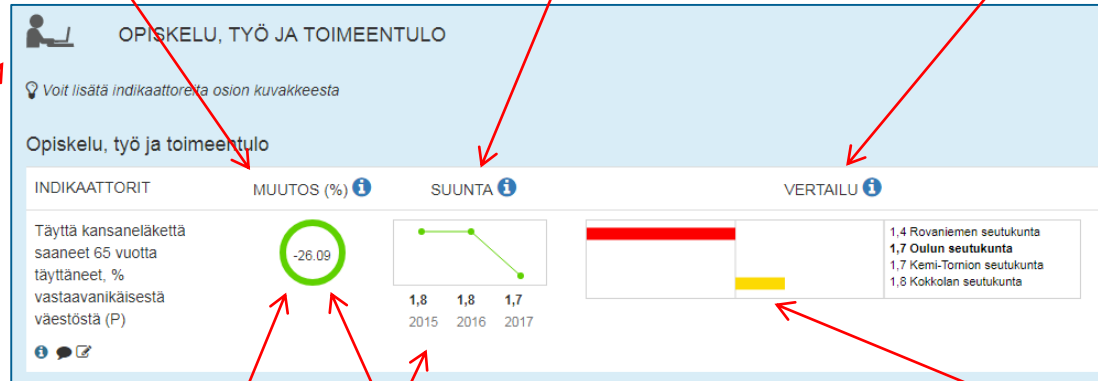 OPISKELU, TYÖ JA TOIMEENTULO
Voit lisätä indikaattoreita osion kuvakkeesta
Opiskelu, työ ja toimeentulo
INDIKAATTORIT MUUTOS (%) SUUNTA VERTAILU
Täyttä kansaneläkettä
saaneet 65 vuotta
täyttäneet, %
vastaavanikäisestä
väestöstä (P)
-26.09
1,8 1,8 1,7
2015 2016 2017
1,4 Rovaniemen seutukunta
1,7 Oulun seutukunta
1,7 Kemi-Tornion seutukunta
1,8 Kokkolan seutukunta